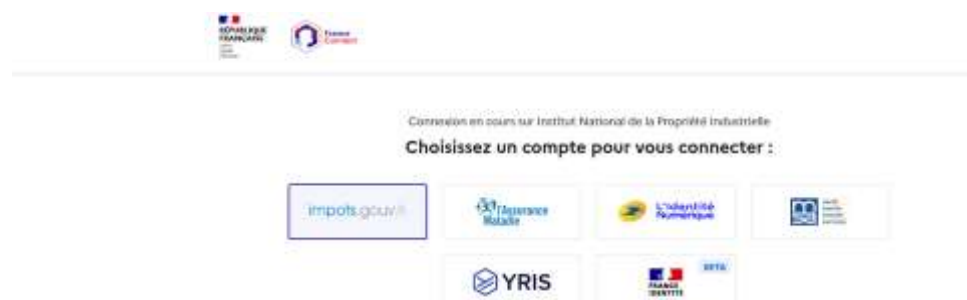 RÉPUBLIQUE
FRANÇAISE
France
Connect
Connexion en cours sur Institut National de la Propriété Industrielle
Choisissez un compte pour vous connecter :
impots.gouv.fr
l'Assurance
Maladie
L'Identité
Numérique
YRIS
FRANCE
IDENTITÉ
BETA